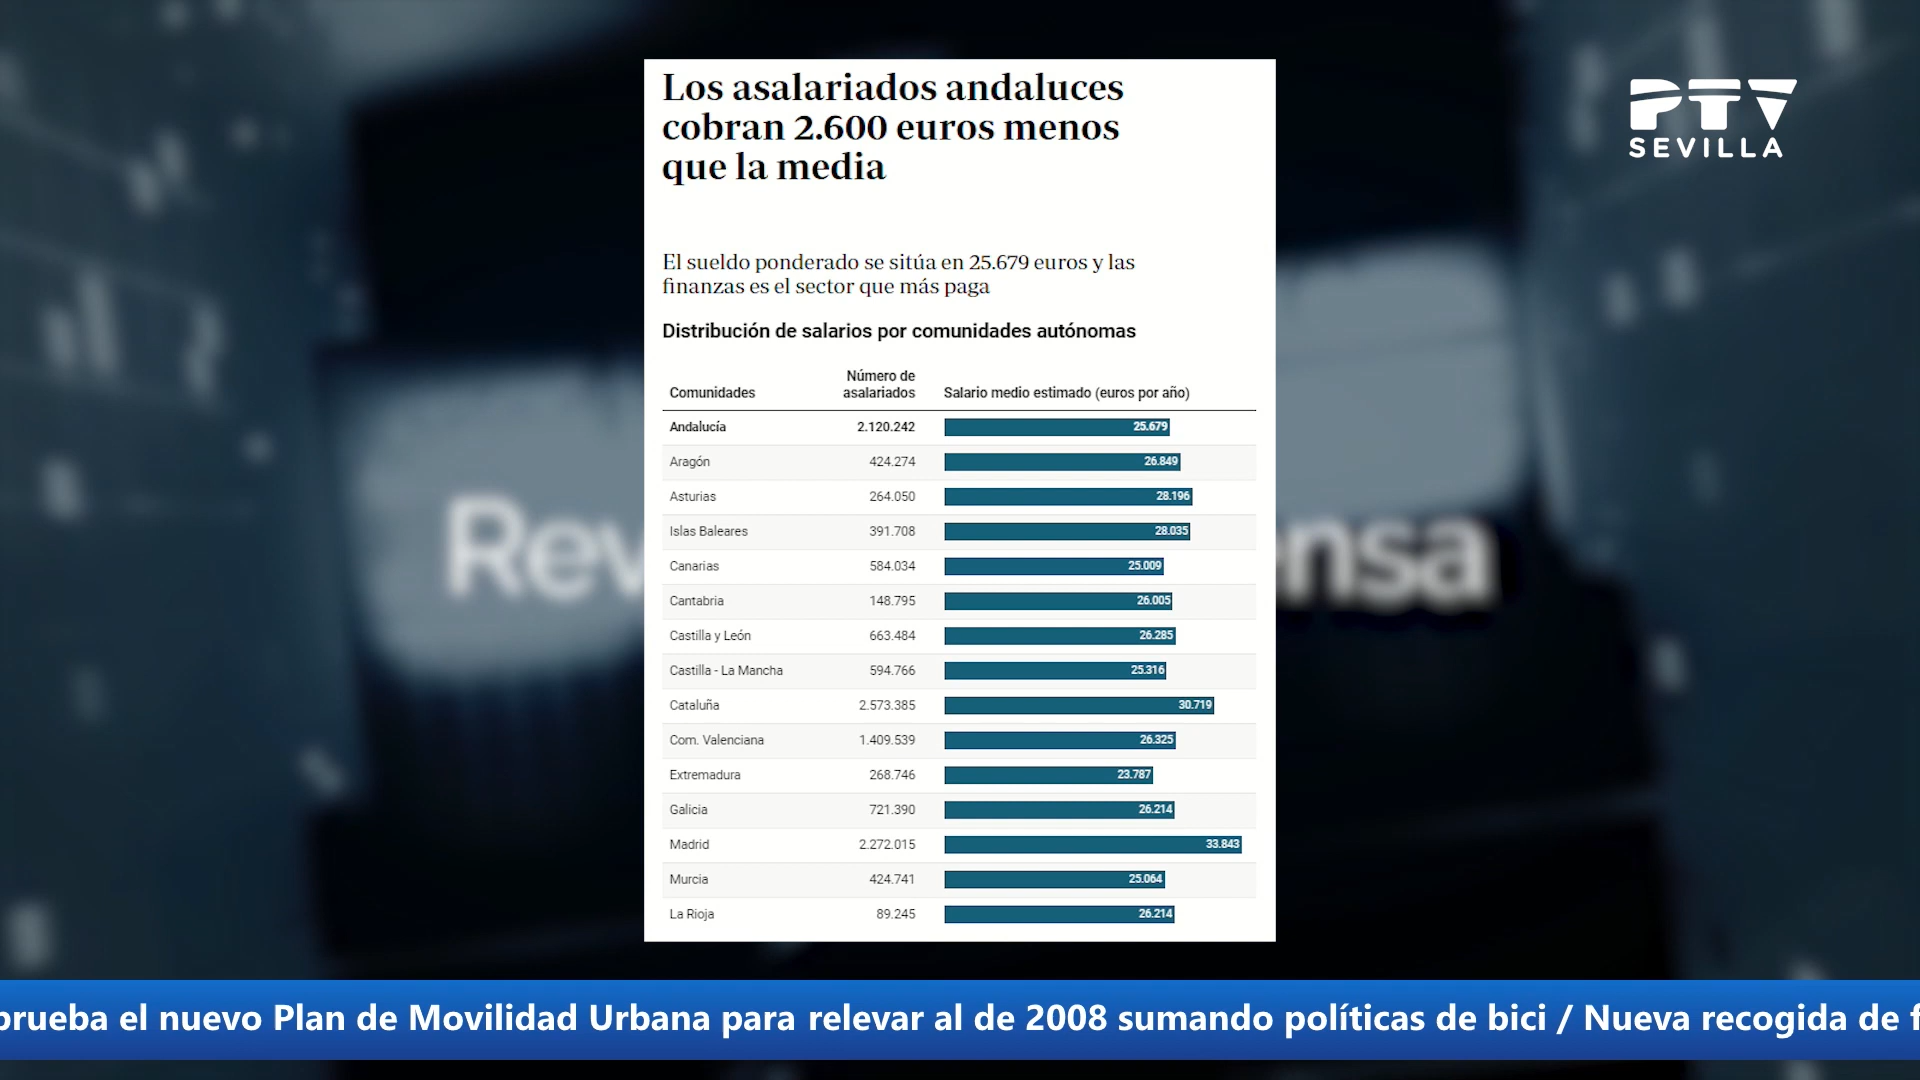 Los asalariados andaluces
cobran 2.600 euros menos
que la media
PTV
SEVILLA
El sueldo ponderado se sitúa en 25.679 euros y las
finanzas es el sector que más paga
Distribución de salarios por comunidades autónomas
Comunidades Número de asalariados Salario medio estimado (euros por año)
Andalucía 2.120.242 25.679
Aragón 424.274 26.849
Asturias 264.050 28.196
Islas Baleares 391.708 28.035
Canarias 584.034 25.009
Cantabria 148.795 26.005
Castilla y León 663.484 26.285
Castilla - La Mancha 594.766 25.316
Cataluña 2.573.385 30.719
Com. Valenciana 1.409.539 26.325
Extremadura 268.746 23.787
Galicia 721.390 26.214
Madrid 2.272.015 33.843
Murcia 424.741 25.064
La Rioja 89.245 26.214
Rev ensa
prueba el nuevo Plan de Movilidad Urbana para relevar al de 2008 sumando políticas de bici / Nueva recogida de f